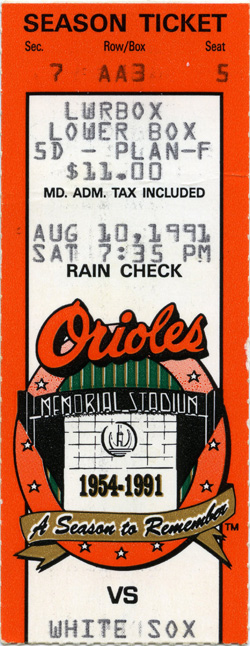 SEASON TICKET
Sec. Row/Box Seat
7 AA3 5
LWRBOX
LOWER BOX
5D - PLAN-F
$11.00
MD. ADM. TAX INCLUDED
AUG 10,1991
SAT 7:35 PM
RAIN CHECK
Orioles
MEMORIAL STADIUM
1954-1991
A Season to Remember
TM
VS
WHITE SOX